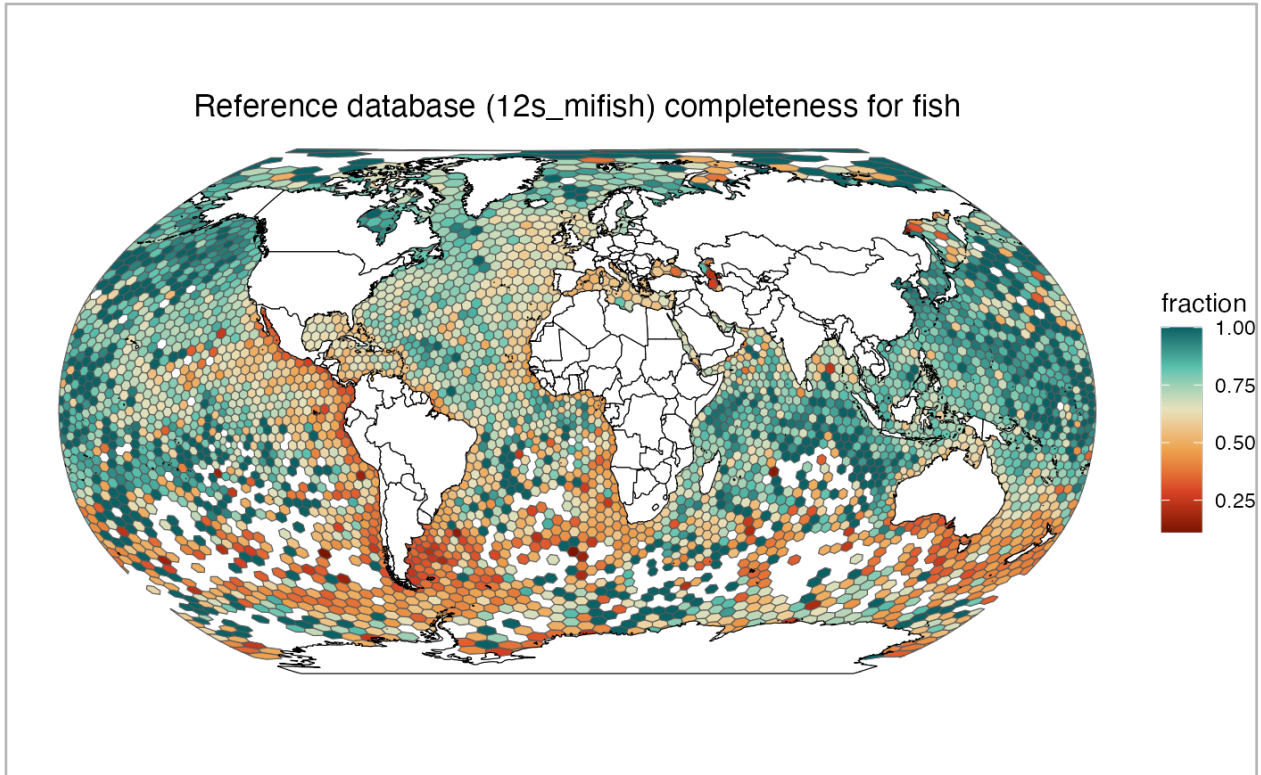 Reference database (12s_mifish) completeness for fish
fraction
1.00
0.75
0.50
0.25